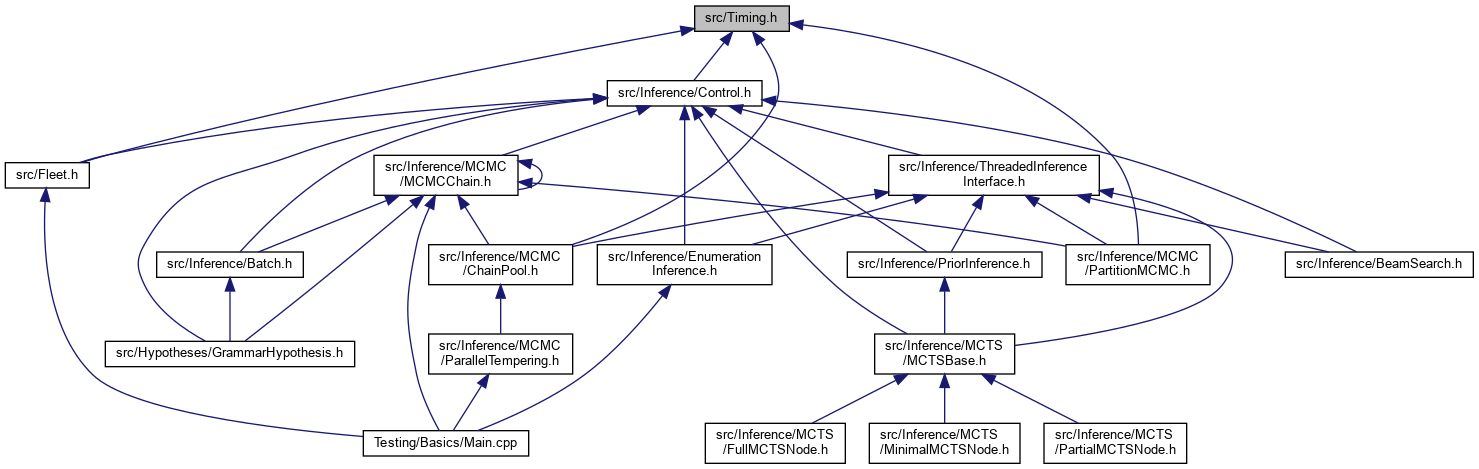 src/Timing.h
src/Inference/Control.h
src/Fleet.h
src/Inference/MCMC
/MCMCChain.h
src/Inference/ThreadedInference
Interface.h
src/Inference/Batch.h
src/Inference/MCMC
/ChainPool.h
src/Inference/Enumeration
Inference.h
src/Inference/PriorInference.h
src/Inference/MCMC
/PartitionMCMC.h
src/Inference/BeamSearch.h
src/Hypotheses/GrammarHypothesis.h
src/Inference/MCMC
/ParallelTempering.h
src/Inference/MCTS
/MCTSBase.h
Testing/Basics/Main.cpp
src/Inference/MCTS
/FullMCTSNode.h
src/Inference/MCTS
/MinimalMCTSNode.h
src/Inference/MCTS
/PartialMCTSNode.h